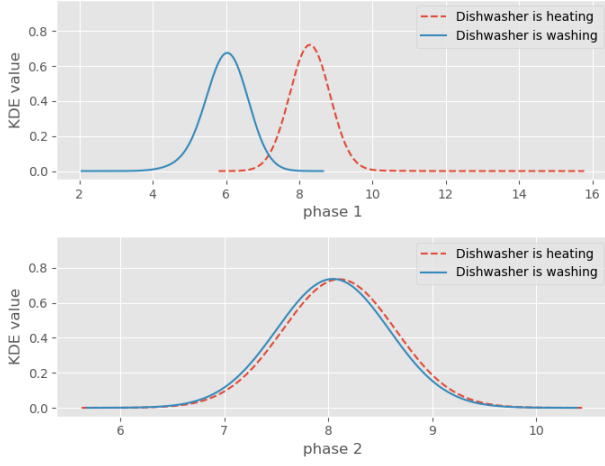 KDE value
0.8
0.6
0.4
0.2
0.0
Dishwasher is heating
Dishwasher is washing
2 4 6 8 10 12 14 16
phase 1
KDE value
0.8
0.6
0.4
0.2
0.0
Dishwasher is heating
Dishwasher is washing
6 7 8 9 10
phase 2